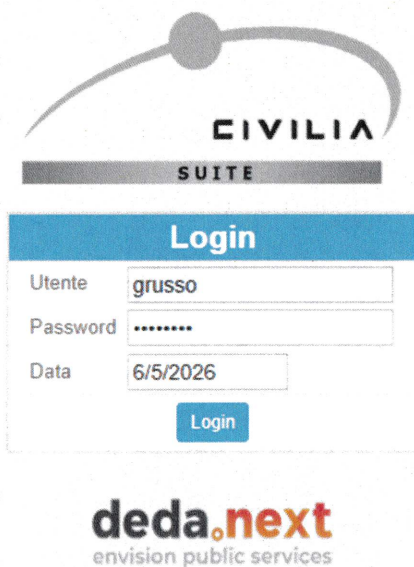 CIVILIA
SUITE
Login
Utente grusso
Password ••••••••
Data 6/5/2026
Login
deda.next
envision public services